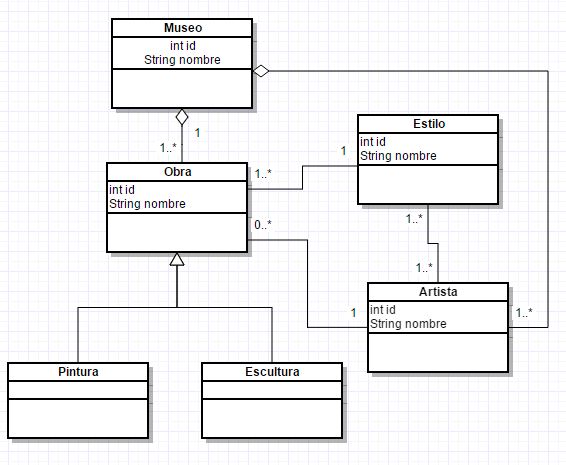 Museo
int id
String nombre
1
1..*
Estilo
int id
String nombre
1
1..*
Obra
int id
String nombre
0..*
1..*
1..*
Artista
int id
String nombre
1
1..*
Pintura
Escultura